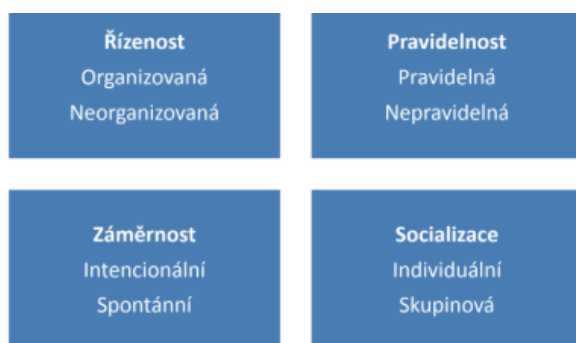 Řízenost
Organizovaná
Neorganizovaná
Pravidelnost
Pravidelná
Nepravidelná
Záměrnost
Intencionální
Spontánní
Socializace
Individuální
Skupinová